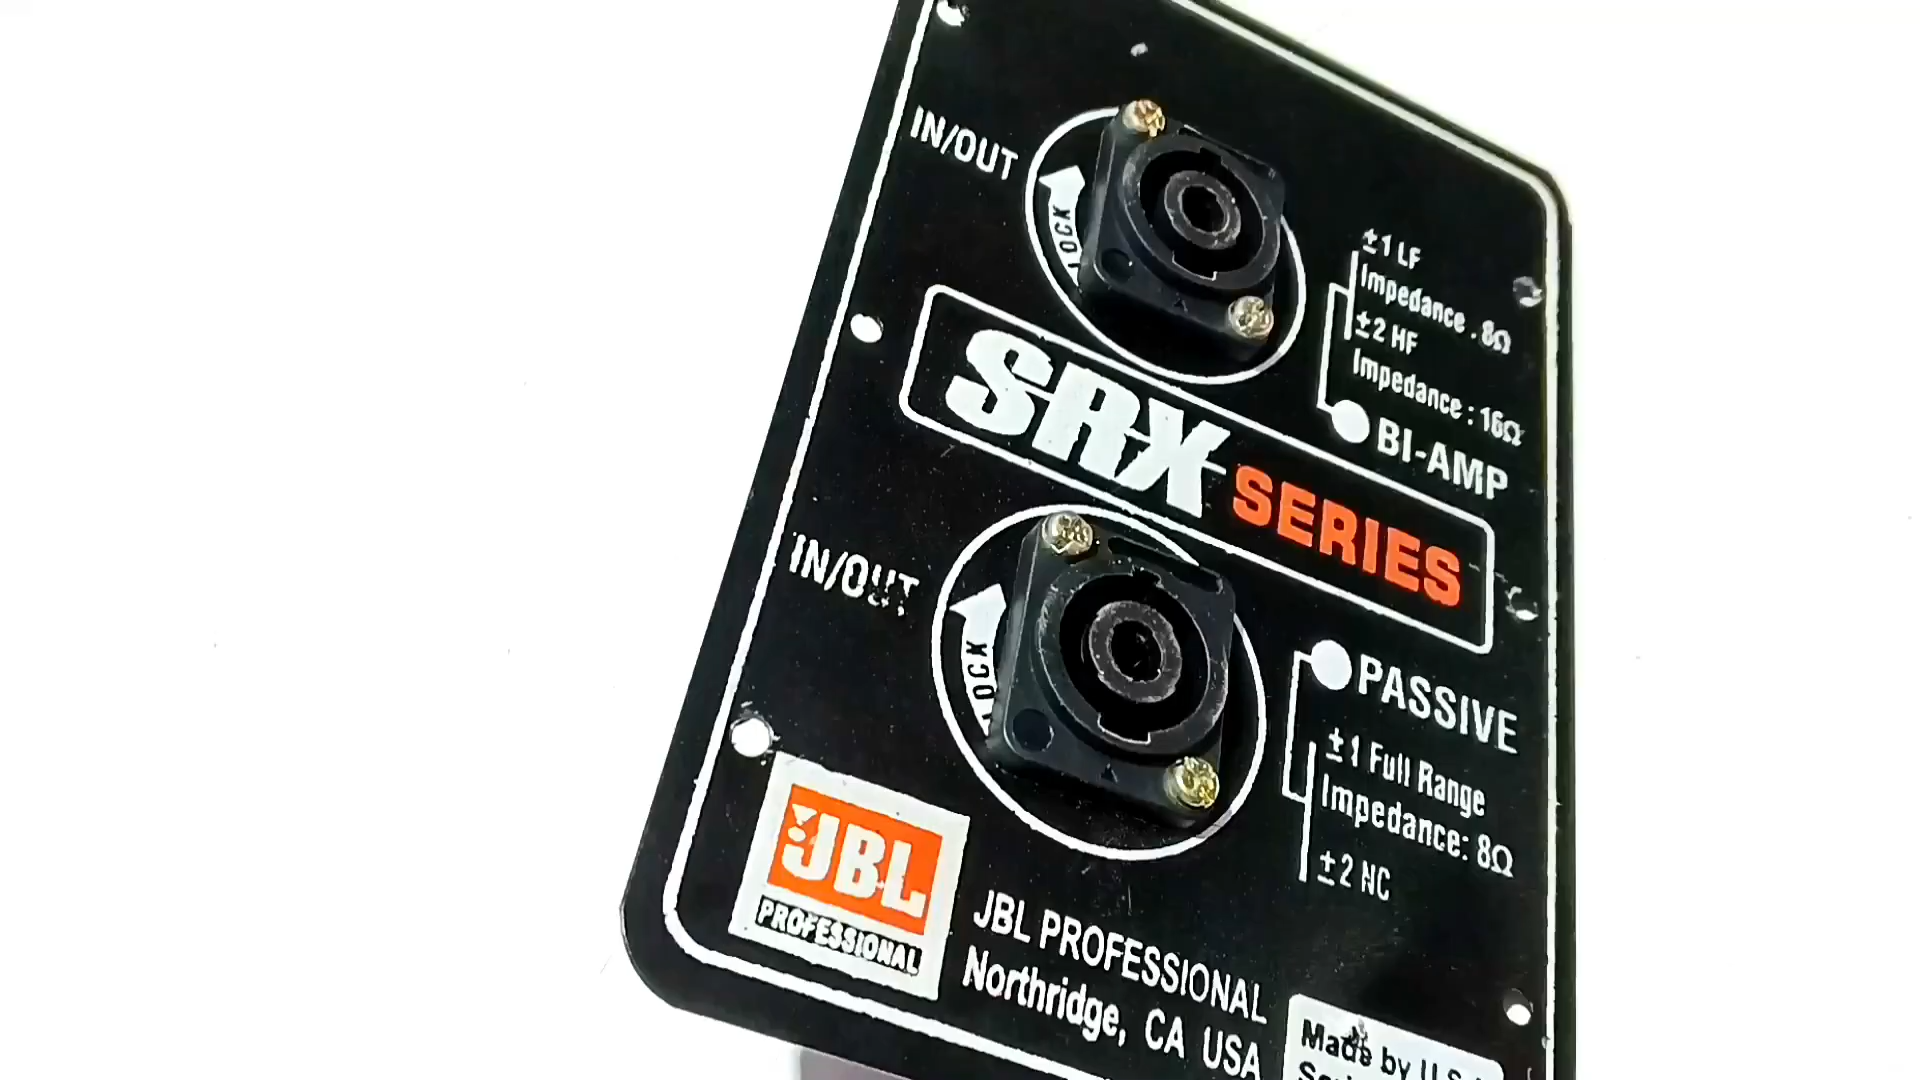 IN/OUT
LOCK
±1 LF
Impedance . 8Ω
±2 HF
Impedance : 16Ω
BI-AMP
SRX SERIES
IN/OUT
LOCK
PASSIVE
±1 Full Range
Impedance: 8Ω
±2 NC
JBL
PROFESSIONAL
JBL PROFESSIONAL
Northridge, CA USA
Made by U.S.